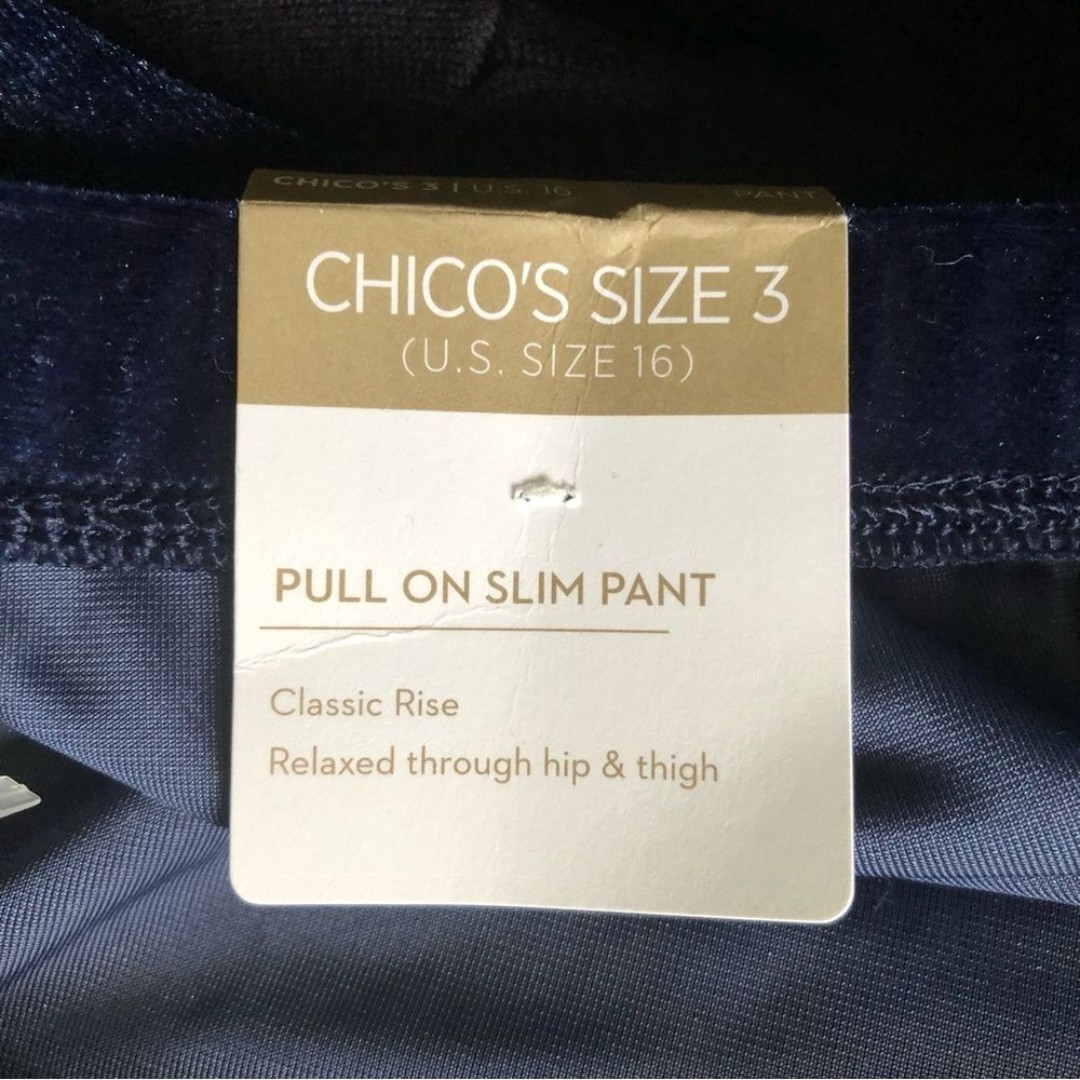 CHICO'S 3 | U.S. 16 PANT
CHICO'S SIZE 3
(U.S. SIZE 16)
PULL ON SLIM PANT
Classic Rise
Relaxed through hip & thigh